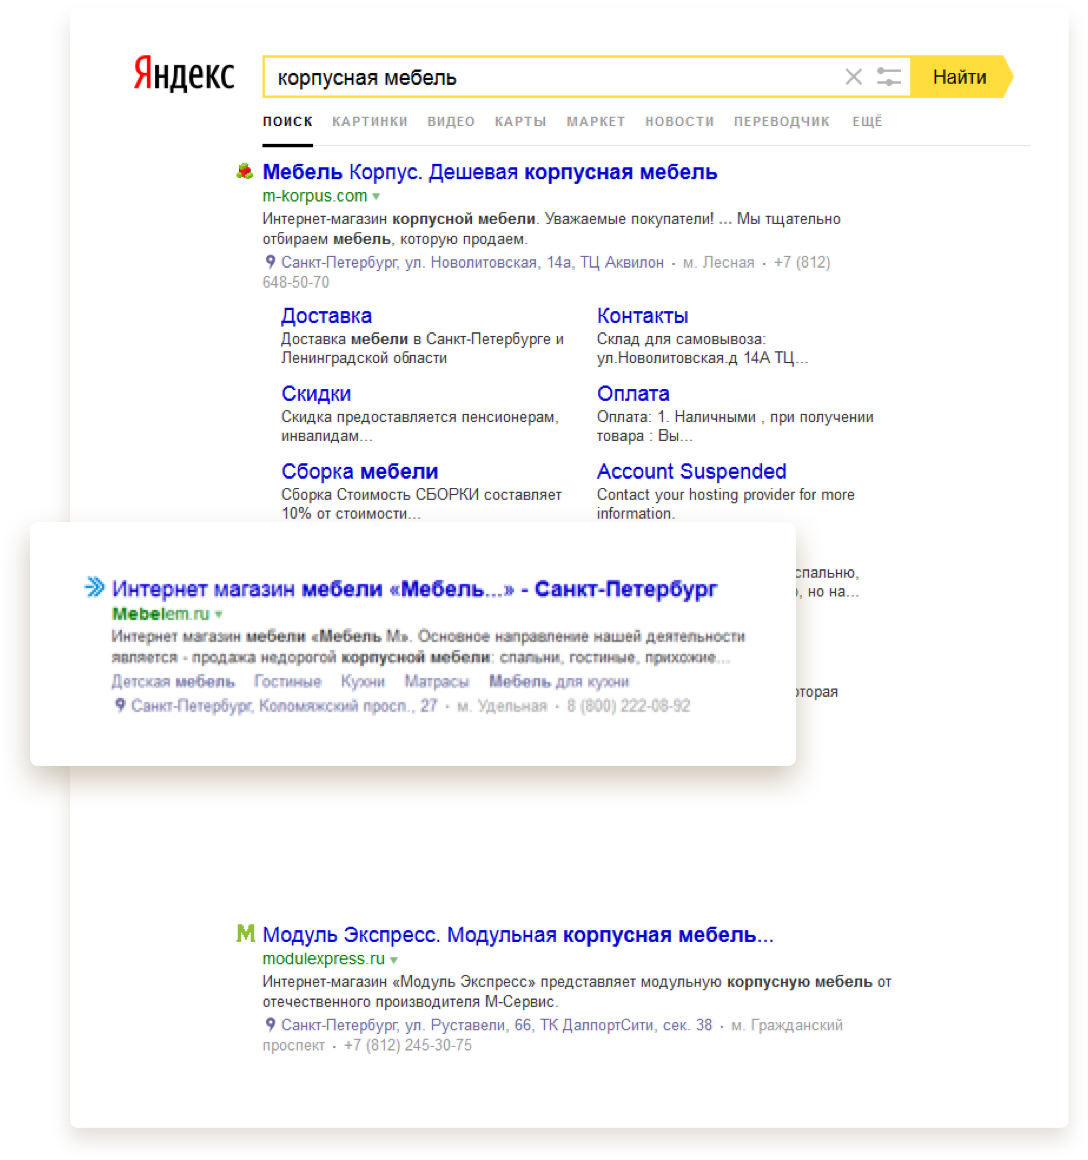 Яндекс
корпусная мебель
Найти
ПОИСК КАРТИНКИ ВИДЕО КАРТЫ МАРКЕТ НОВОСТИ ПЕРЕВОДЧИК ЕЩЁ
Мебель Корпус. Дешевая корпусная мебель
m-korpus.com
Интернет-магазин корпусной мебели. Уважаемые покупатели! ... Мы тщательно
отбираем мебель, которую продаем.
Санкт-Петербург, ул. Новолитовская, 14а, ТЦ Аквилон · м. Лесная · +7 (812)
648-50-70
Доставка
Доставка мебели в Санкт-Петербурге и
Ленинградской области
Контакты
Склад для самовывоза:
ул.Новолитовская.д 14А ТЦ...
Скидки
Скидка предоставляется пенсионерам,
инвалидам...
Оплата
Оплата: 1. Наличными , при получении
товара : Вы...
Сборка мебели
Сборка Стоимость СБОРКИ составляет
10% от стоимости...
Account Suspended
Contact your hosting provider for more
information.
спальню,
, но на...
Интернет магазин мебели «Мебель...» - Санкт-Петербург
Mebelem.ru
Интернет магазин мебели «Мебель М». Основное направление нашей деятельности
является - продажа недорогой корпусной мебели: спальни, гостиные, прихожие...
Детская мебель Гостиные Кухни Матрасы Мебель для кухни
оторая
Санкт-Петербург, Коломяжский просп., 27 · м. Удельная · 8 (800) 222-08-92
М Модуль Экспресс. Модульная корпусная мебель...
modulexpress.ru
Интернет-магазин «Модуль Экспресс» представляет модульную корпусную мебель от
отечественного производителя М-Сервис.
Санкт-Петербург, ул. Руставели, 66, ТК ДаллпортСити, сек. 38 · м. Гражданский
проспект · +7 (812) 245-30-75